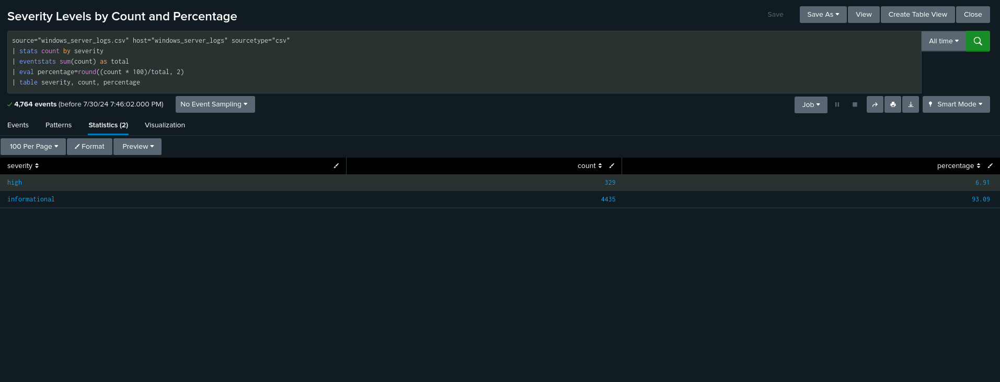 Severity Levels by Count and Percentage
Save Save As View Create Table View Close
source="windows_server_logs.csv" host="windows_server_logs" sourcetype="csv"
| stats count by severity
| eventstats sum(count) as total
| eval percentage=round((count * 100)/total, 2)
| table severity, count, percentage
All time
4,764 events (before 7/30/24 7:46:02.000 PM) No Event Sampling Job Smart Mode
Events Patterns Statistics (2) Visualization
100 Per Page Format Preview
severity count percentage
high 329 6.91
informational 4435 93.09